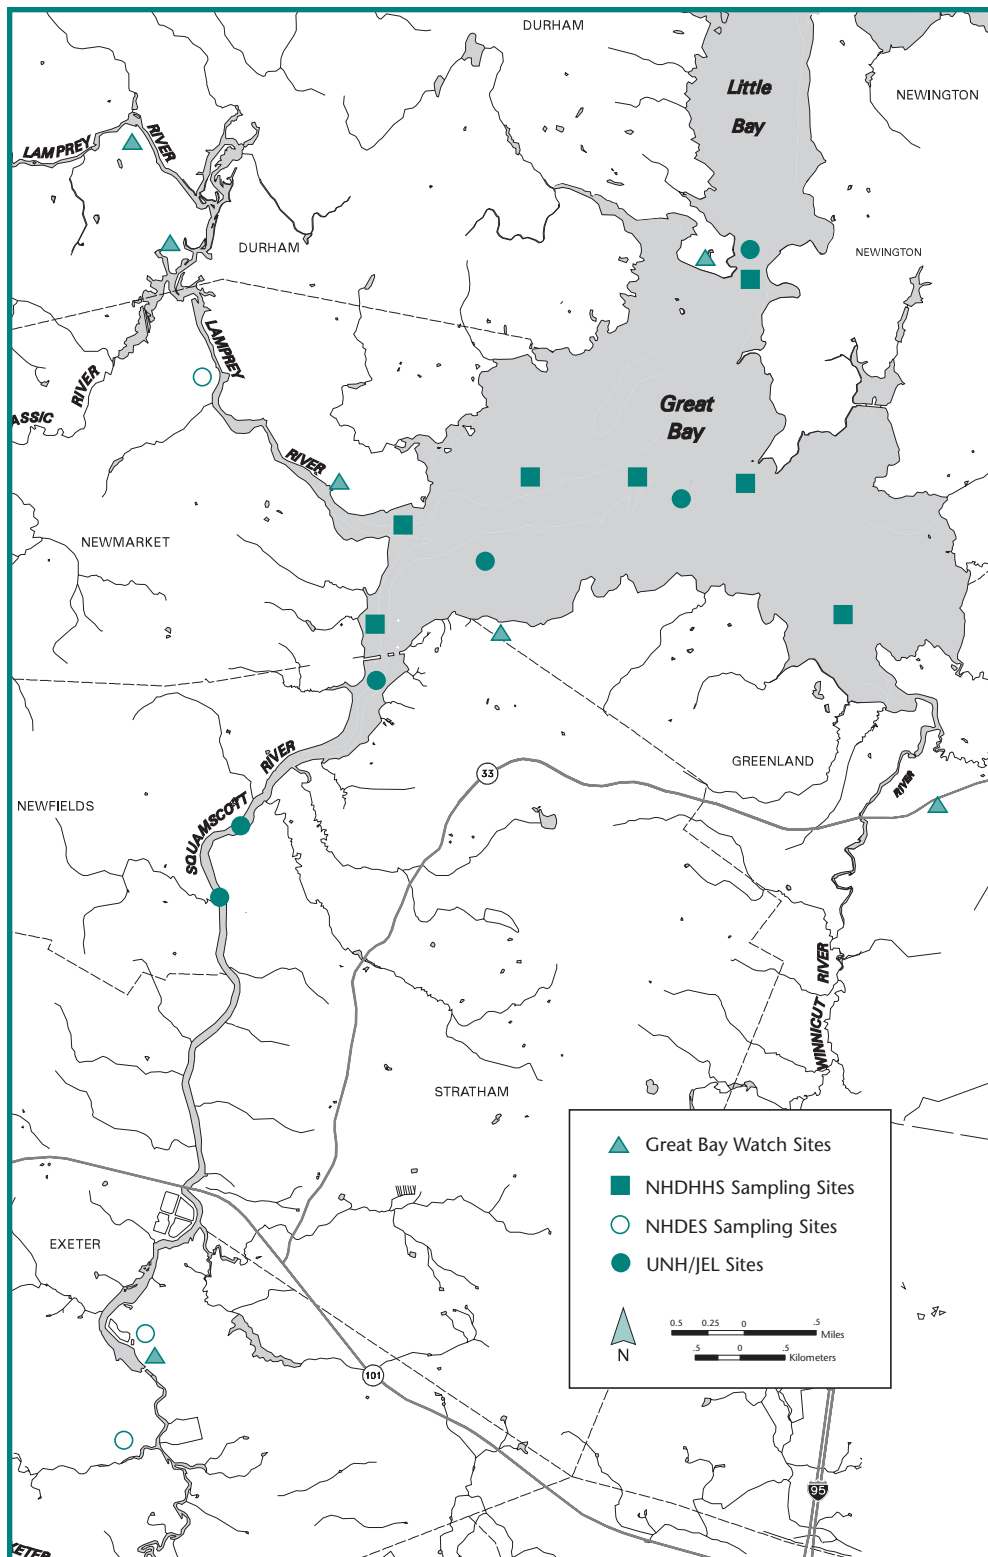 DURHAM
Little
Bay
NEWINGTON
LAMPREY
RIVER
DURHAM
NEWINGTON
LAMPREY
RIVER
ASSIC
Great
Bay
RIVER
NEWMARKET
GREENLAND
RIVER
33
RIVER
NEWFIELDS
SQUAMSCOTT
RIVER
WINNICUT
STRATHAM
Great Bay Watch Sites
NHDHHS Sampling Sites
NHDES Sampling Sites
UNH/JEL Sites
EXETER
0.5 0.25 0 .5
Miles
.5 0 .5
Kilometers
N
101
95
XETER